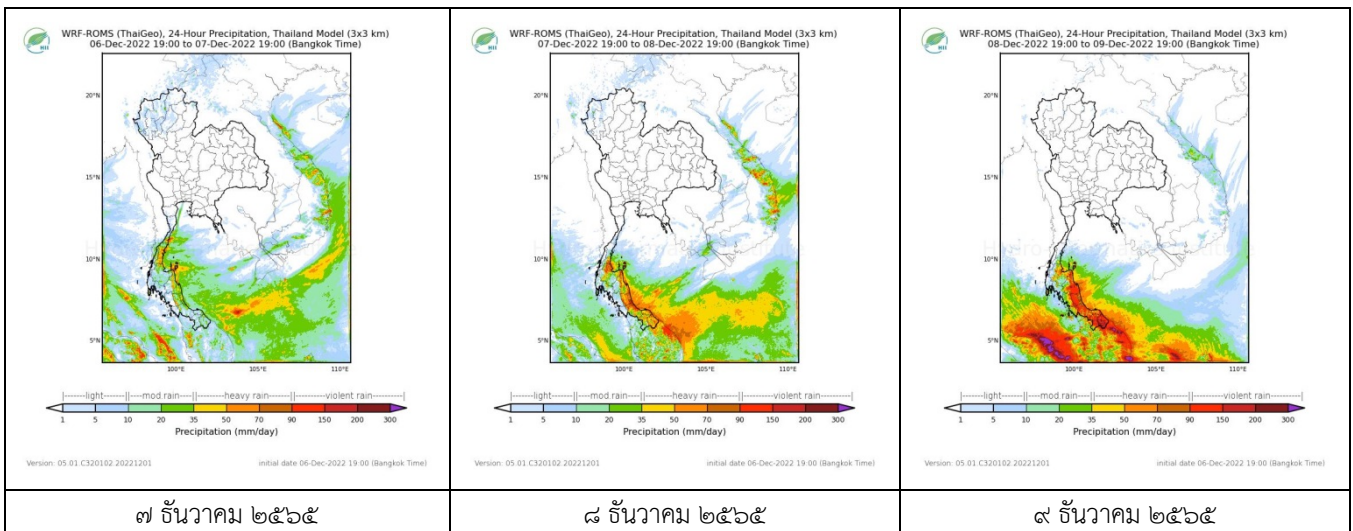 WRF-ROMS (ThaiGeo), 24-Hour Precipitation, Thailand Model (3x3 km)
06-Dec-2022 19:00 to 07-Dec-2022 19:00 (Bangkok Time)
HII
20°N
15°N
10°N
5°N
100°E 105°E 110°E
|------light------||---mod rain---||------heavy rain------||------violent rain------|
1 5 10 20 35 50 70 90 150 200 300
Precipitation (mm/day)
Version: 05.01.C320102.20221201 initial date 06-Dec-2022 19:00 (Bangkok Time)
๗ ธันวาคม ๒๕๖๕
WRF-ROMS (ThaiGeo), 24-Hour Precipitation, Thailand Model (3x3 km)
07-Dec-2022 19:00 to 08-Dec-2022 19:00 (Bangkok Time)
HII
20°N
15°N
10°N
5°N
100°E 105°E 110°E
|------light------||---mod rain---||------heavy rain------||------violent rain------|
1 5 10 20 35 50 70 90 150 200 300
Precipitation (mm/day)
Version: 05.01.C320102.20221201 initial date 06-Dec-2022 19:00 (Bangkok Time)
๘ ธันวาคม ๒๕๖๕
WRF-ROMS (ThaiGeo), 24-Hour Precipitation, Thailand Model (3x3 km)
08-Dec-2022 19:00 to 09-Dec-2022 19:00 (Bangkok Time)
HII
20°N
15°N
10°N
5°N
100°E 105°E 110°E
|------light------||---mod rain---||------heavy rain------||------violent rain------|
1 5 10 20 35 50 70 90 150 200 300
Precipitation (mm/day)
Version: 05.01.C320102.20221201 initial date 06-Dec-2022 19:00 (Bangkok Time)
๙ ธันวาคม ๒๕๖๕